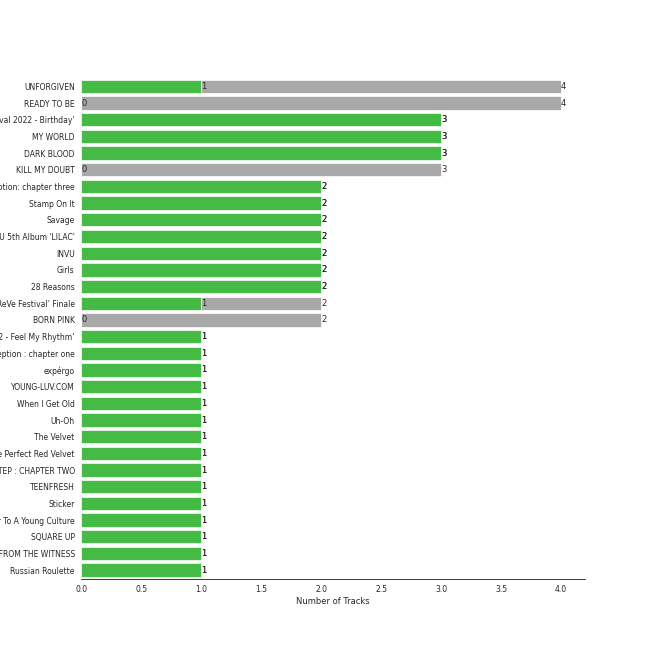 UNFORGIVEN 1 4
READY TO BE 0 4
val 2022 - Birthday' 3
MY WORLD 3
DARK BLOOD 3
KILL MY DOUBT 0 3
ption: chapter three 2
Stamp On It 2
Savage 2
U 5th Album 'LILAC' 2
INVU 2
Girls 2
28 Reasons 2
ReVe Festival' Finale 1 2
BORN PINK 0 2
2 - Feel My Rhythm' 1
eption : chapter one 1
expérgo 1
YOUNG-LUV.COM 1
When I Get Old 1
Uh-Oh 1
The Velvet 1
e Perfect Red Velvet 1
TEP : CHAPTER TWO 1
TEENFRESH 1
Sticker 1
r To A Young Culture 1
SQUARE UP 1
FROM THE WITNESS 1
Russian Roulette 1
0.0 0.5 1.0 1.5 2.0 2.5 3.0 3.5 4.0
Number of Tracks